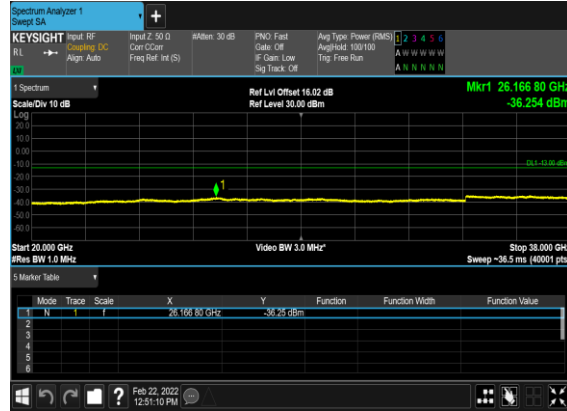 Spectrum Analyzer 1
Swept SA
+
KEYSIGHT Input: RF Input Z: 50 Ω #Atten: 30 dB PNO: Fast Avg Type: Power (RMS) 1 2 3 4 5 6
RL Coupling: DC Corr CCorr Gate: Off Avg|Hold: 100/100 A W W W W W
Align: Auto Freq Ref: Int (S) IF Gain: Low Trig: Free Run
Sig Track: Off A N N N N N
1 Spectrum Ref Lvl Offset 16.02 dB Mkr1 26.166 80 GHz
Scale/Div 10 dB Ref Level 30.00 dBm -36.254 dBm
Log
20.0
10.0
0.00
-10.0 DL1 -13.00 dBm
-20.0
-30.0 1
-40.0
-50.0
-60.0
Start 20.000 GHz Video BW 3.0 MHz* Stop 38.000 GHz
#Res BW 1.0 MHz Sweep ~36.5 ms (40001 pts)
5 Marker Table
Mode Trace Scale X Y Function Function Width Function Value
1 N 1 f 26.166 80 GHz -36.25 dBm
2
3
4
5
6
? Feb 22, 2022
12:51:10 PM